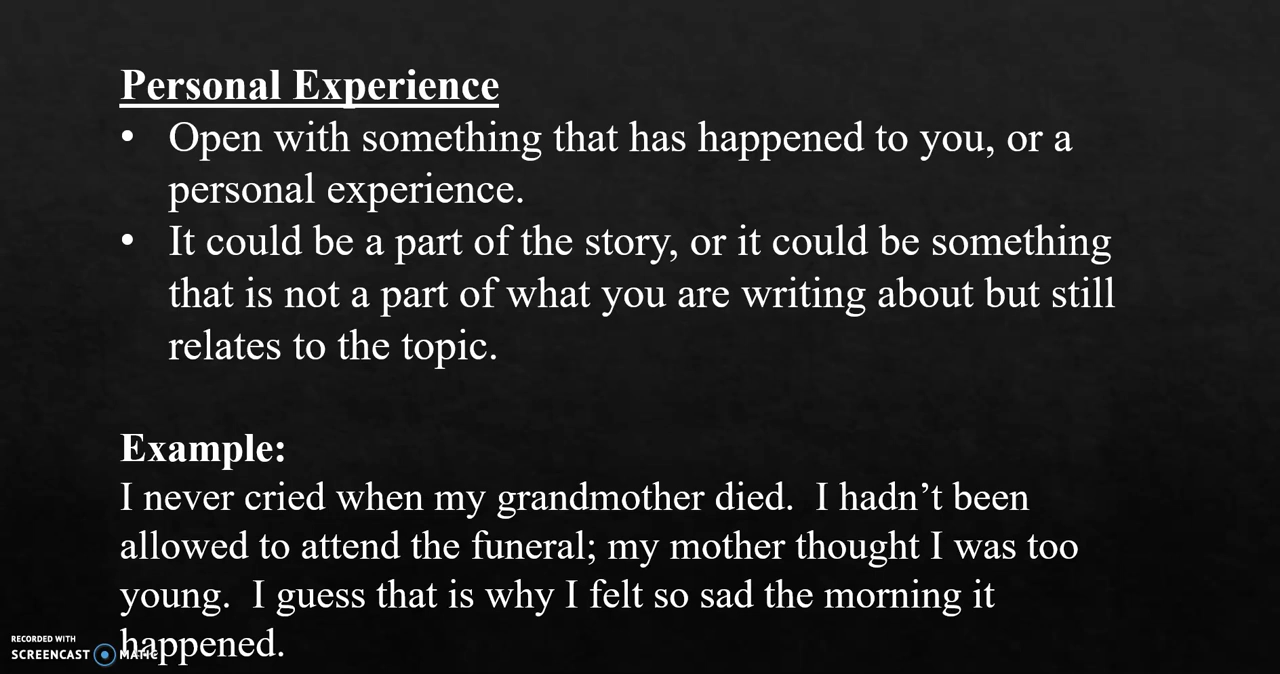 Personal Experience
• Open with something that has happened to you, or a
personal experience.
• It could be a part of the story, or it could be something
that is not a part of what you are writing about but still
relates to the topic.
Example:
I never cried when my grandmother died.  I hadn’t been
allowed to attend the funeral; my mother thought I was too
young.  I guess that is why I felt so sad the morning it
happened.
RECORDED WITH
SCREENCAST MATIC